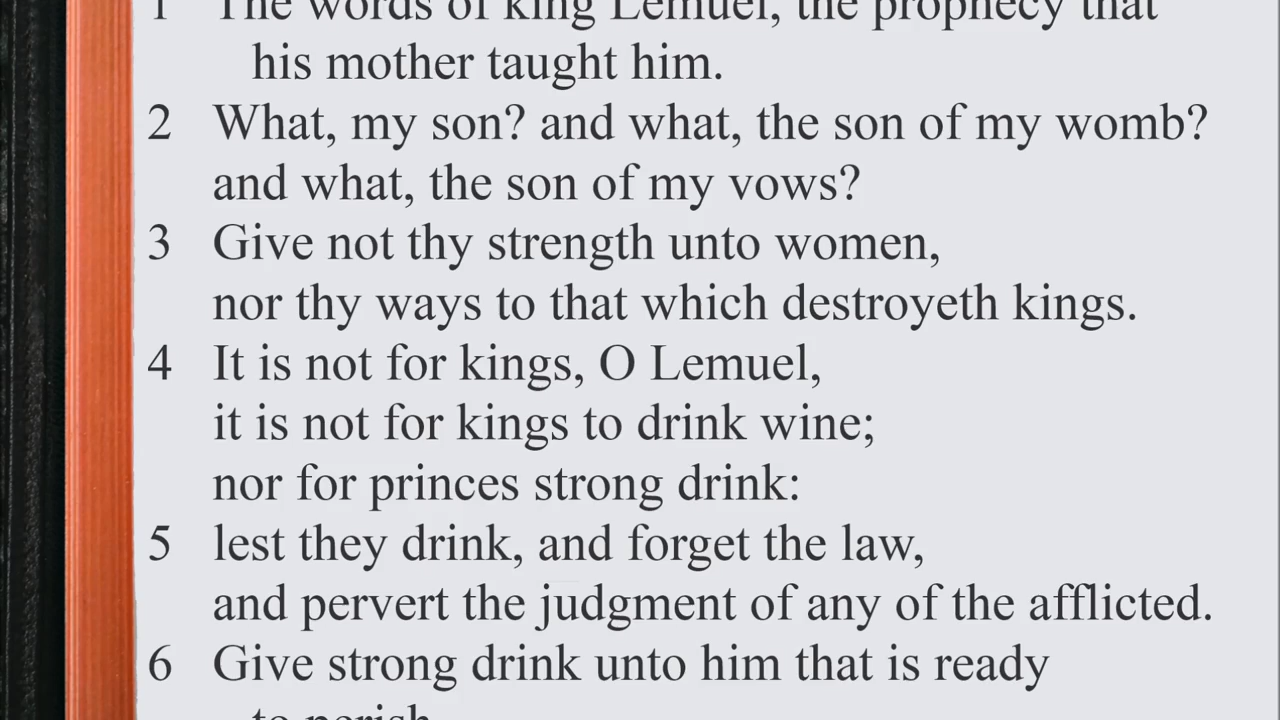 1 The words of king Lemuel, the prophecy that
his mother taught him.
2 What, my son? and what, the son of my womb?
and what, the son of my vows?
3 Give not thy strength unto women,
nor thy ways to that which destroyeth kings.
4 It is not for kings, O Lemuel,
it is not for kings to drink wine;
nor for princes strong drink:
5 lest they drink, and forget the law,
and pervert the judgment of any of the afflicted.
6 Give strong drink unto him that is ready
to perish